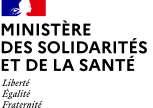 MINISTÈRE
DES SOLIDARITÉS
ET DE LA SANTÉ
Liberté
Égalité
Fraternité